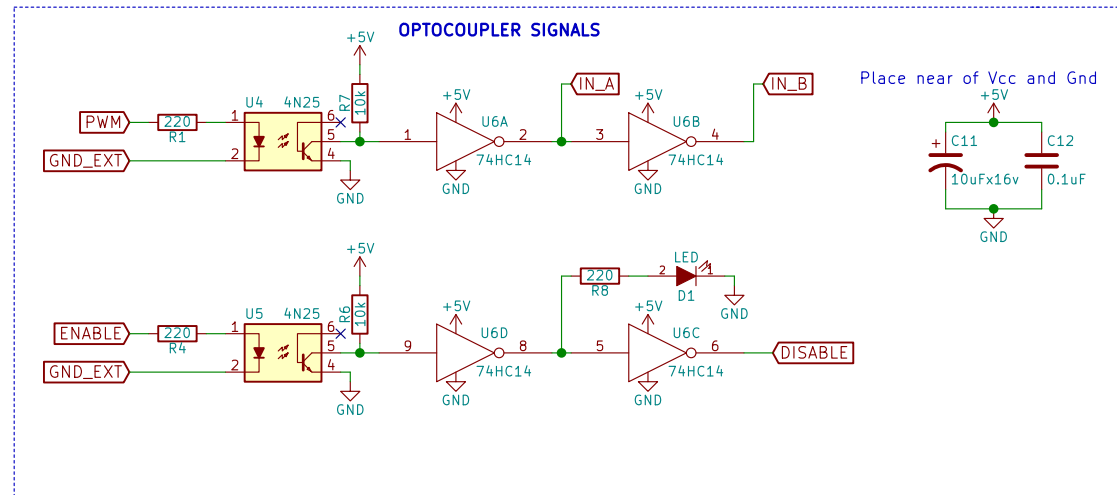 OPTOCOUPLER SIGNALS
+5V
U4 4N25
R7
10k
PWM
220
R1
1
2
6
5
4
GND_EXT
GND
1
+5V
U6A
2
74HC14
GND
IN_A
3
+5V
U6B
4
74HC14
GND
IN_B
Place near of Vcc and Gnd
+5V
+ C11
10uFx16v
C12
0.1uF
GND
+5V
U5 4N25
R6
10k
ENABLE
220
R4
1
2
6
5
4
GND_EXT
GND
9
+5V
U6D
8
74HC14
GND
220
R8
2
LED
1
D1
GND
5
+5V
U6C
6
74HC14
GND
DISABLE